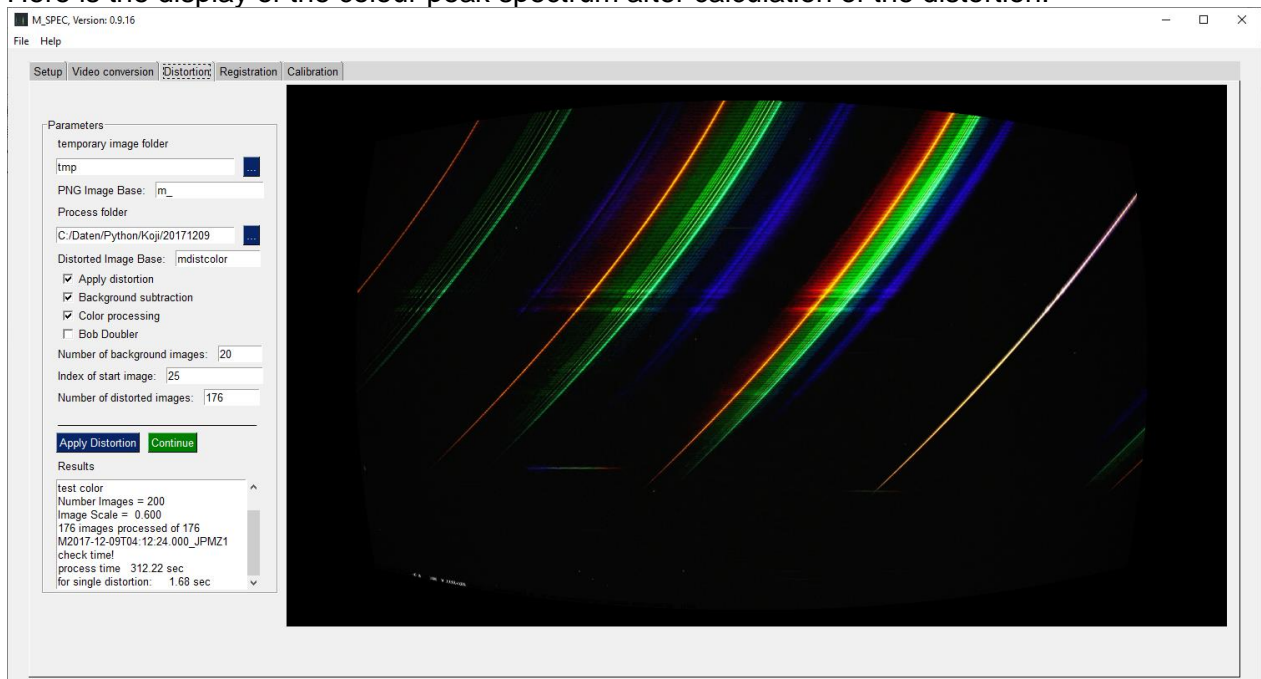 Here is the display of the colour peak spectrum after calculation of the distortion.
M_SPEC, Version: 0.9.16
File Help
Setup Video conversion Distortion Registration Calibration
Parameters
temporary image folder
tmp ...
PNG Image Base: m_
Process folder
C:/Daten/Python/Koji/20171209 ...
Distorted Image Base: mdistcolor
Apply distortion
Background subtraction
Color processing
Bob Doubler
Number of background images: 20
Index of start image: 25
Number of distorted images: 176
Apply Distortion Continue
Results
test color
Number Images = 200
Image Scale = 0.600
176 images processed of 176
M2017-12-09T04:12:24.000_JPMZ1
check time!
process time 312.22 sec
for single distortion: 1.68 sec